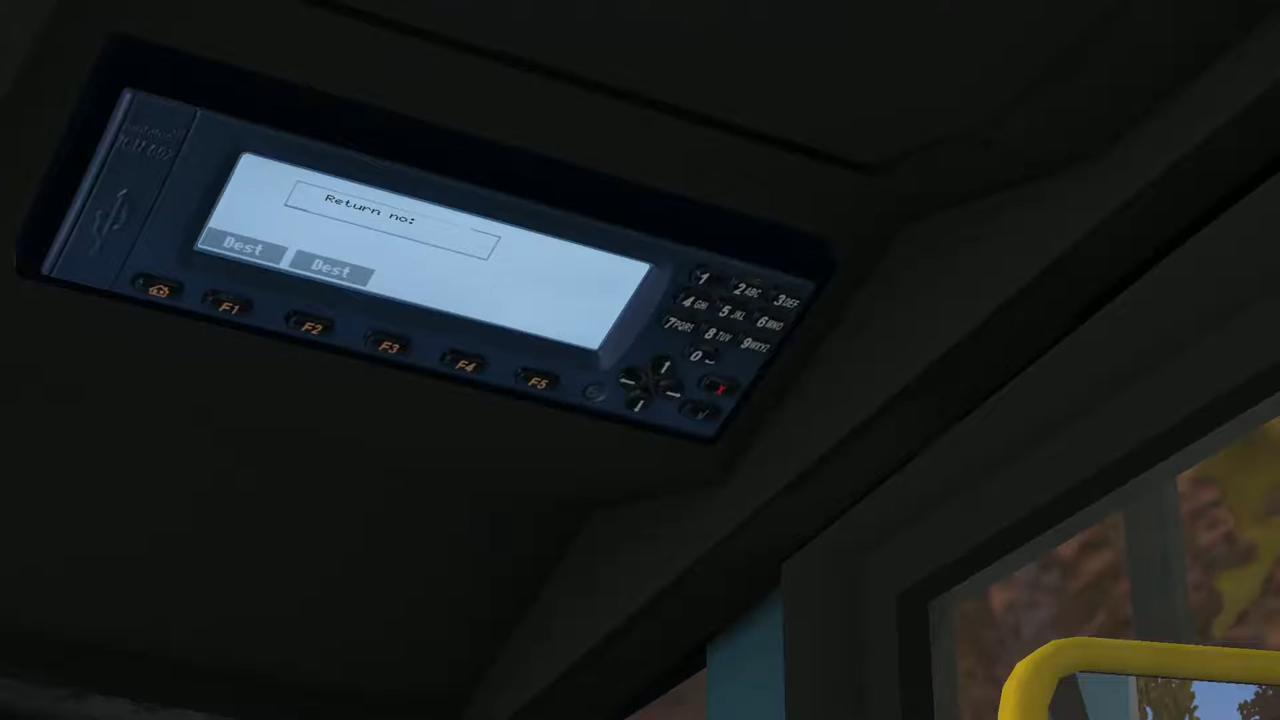 Return no:
Dest Dest
F1 F2 F3 F4 F5
1 2ABC 3DEF
4GHI 5JKL 6MNO
7PQRS 8TUV 9WXYZ
0
X